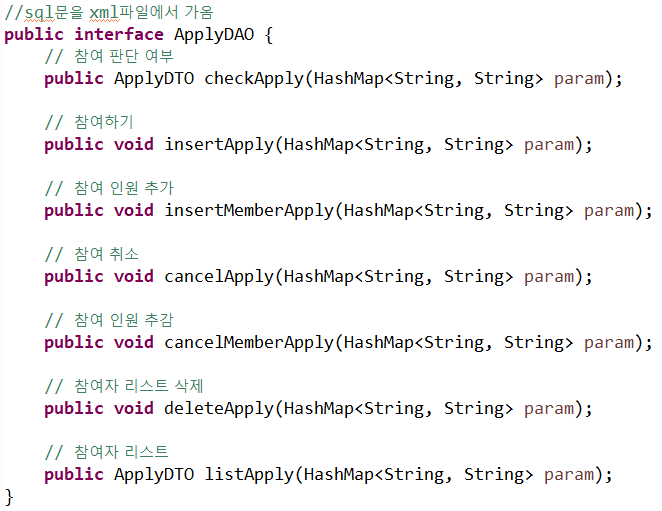 //sql문을 xml파일에서 가옴
public interface ApplyDAO {
// 참여 판단 여부
public ApplyDTO checkApply(HashMap<String, String> param);
// 참여하기
public void insertApply(HashMap<String, String> param);
// 참여 인원 추가
public void insertMemberApply(HashMap<String, String> param);
// 참여 취소
public void cancelApply(HashMap<String, String> param);
// 참여 인원 추감
public void cancelMemberApply(HashMap<String, String> param);
// 참여자 리스트 삭제
public void deleteApply(HashMap<String, String> param);
// 참여자 리스트
public ApplyDTO listApply(HashMap<String, String> param);
}